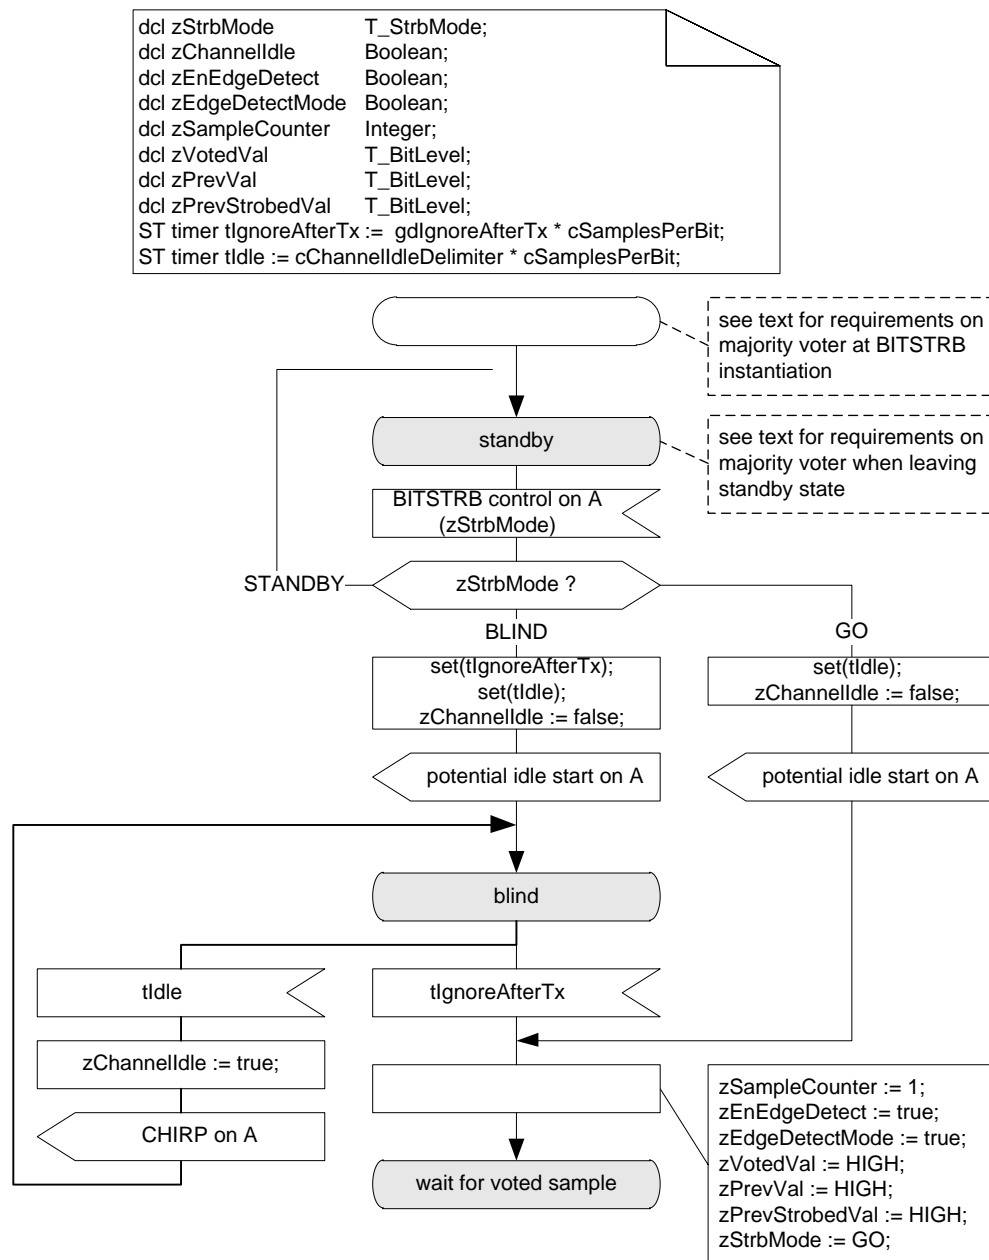 dcl zStrbMode T_StrbMode;
dcl zChannelIdle Boolean;
dcl zEnEdgeDetect Boolean;
dcl zEdgeDetectMode Boolean;
dcl zSampleCounter Integer;
dcl zVotedVal T_BitLevel;
dcl zPrevVal T_BitLevel;
dcl zPrevStrobedVal T_BitLevel;
ST timer tIgnoreAfterTx := gdIgnoreAfterTx * cSamplesPerBit;
ST timer tIdle := cChannelIdleDelimiter * cSamplesPerBit;
see text for requirements on
majority voter at BITSTRB
instantiation
standby
see text for requirements on
majority voter when leaving
standby state
BITSTRB control on A
(zStrbMode)
STANDBY
zStrbMode ?
BLIND
GO
set(tIgnoreAfterTx);
set(tIdle);
zChannelIdle := false;
set(tIdle);
zChannelIdle := false;
potential idle start on A
potential idle start on A
blind
tIdle
tIgnoreAfterTx
zChannelIdle := true;
CHIRP on A
zSampleCounter := 1;
zEnEdgeDetect := true;
zEdgeDetectMode := true;
zVotedVal := HIGH;
zPrevVal := HIGH;
zPrevStrobedVal := HIGH;
zStrbMode := GO;
wait for voted sample